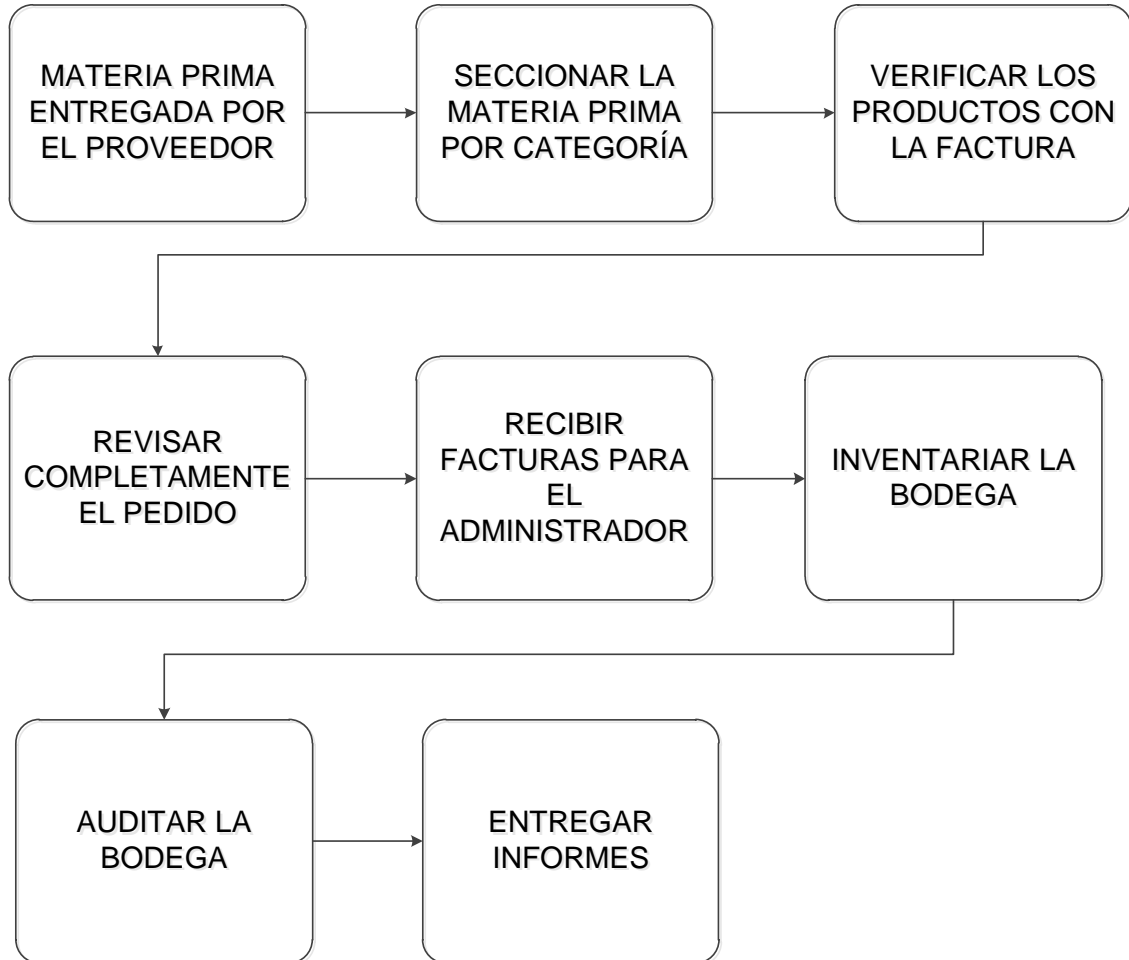 MATERIA PRIMA
ENTREGADA POR
EL PROVEEDOR
SECCIONAR LA
MATERIA PRIMA
POR CATEGORÍA
VERIFICAR LOS
PRODUCTOS CON
LA FACTURA
REVISAR
COMPLETAMENTE
EL PEDIDO
RECIBIR
FACTURAS PARA
EL
ADMINISTRADOR
INVENTARIAR LA
BODEGA
AUDITAR LA
BODEGA
ENTREGAR
INFORMES